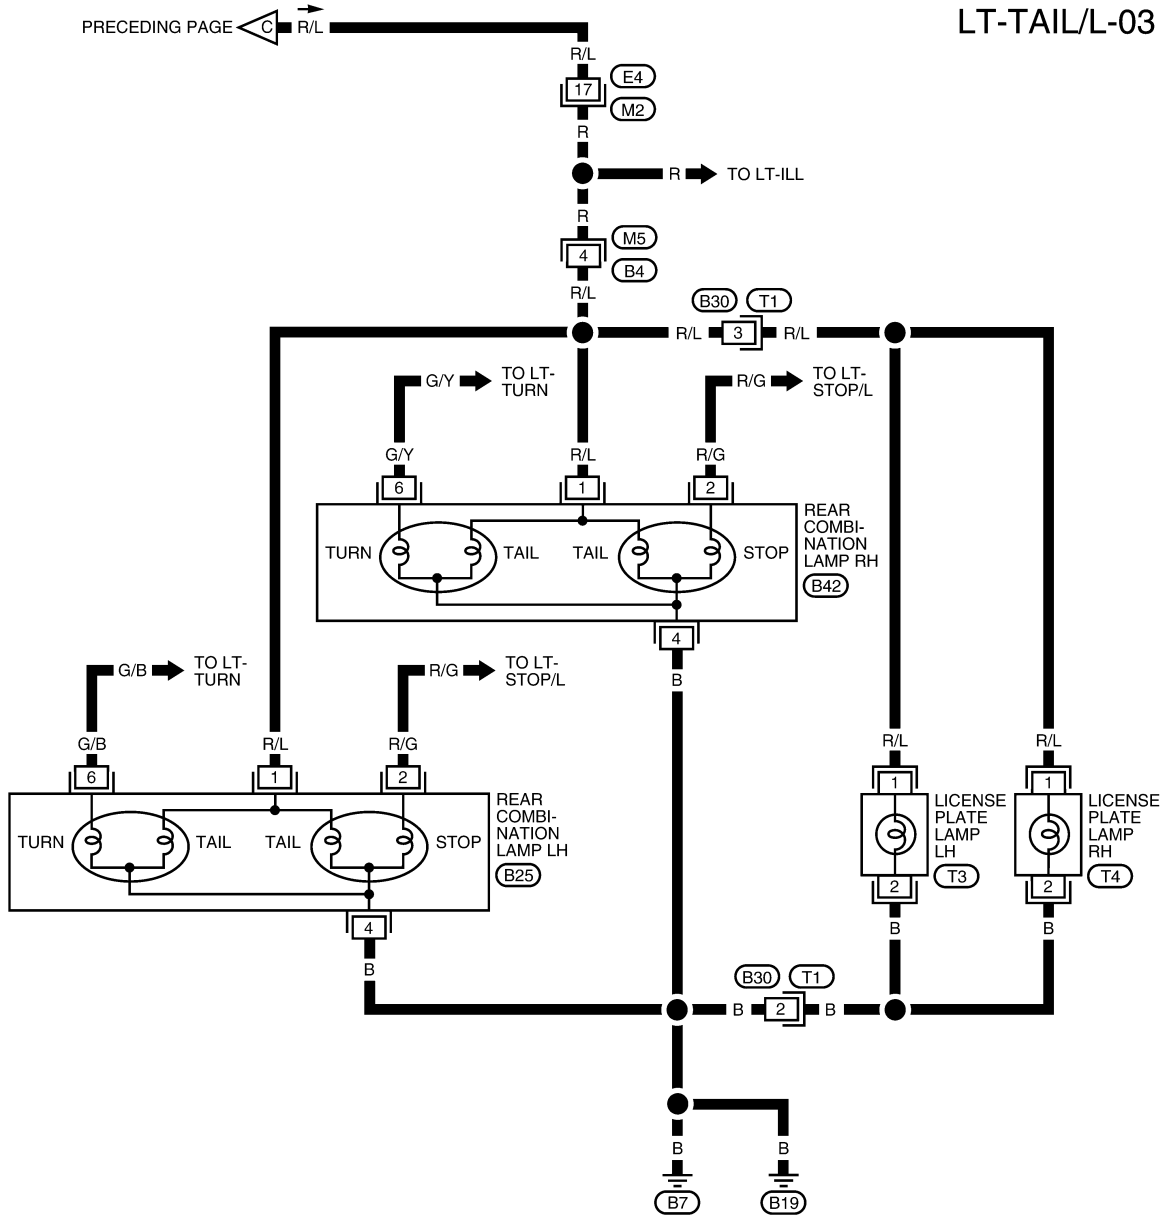 LT-TAIL/L-03
PRECEDING PAGE
C
R/L
R/L
17
E4
M2
R
R
TO LT-ILL
R
4
M5
B4
R/L
B30
T1
R/L
3
R/L
G/Y
TO LT-
TURN
R/G
TO LT-
STOP/L
G/Y
R/L
R/G
6
1
2
TURN
TAIL
TAIL
STOP
REAR
COMBI-
NATION
LAMP RH
B42
4
B
G/B
TO LT-
TURN
R/G
TO LT-
STOP/L
G/B
R/L
R/G
R/L
R/L
6
1
2
1
1
TURN
TAIL
TAIL
STOP
REAR
COMBI-
NATION
LAMP LH
B25
LICENSE
PLATE
LAMP
LH
T3
LICENSE
PLATE
LAMP
RH
T4
2
2
4
B
B
B
B30
T1
B
2
B
B
B
B7
B19